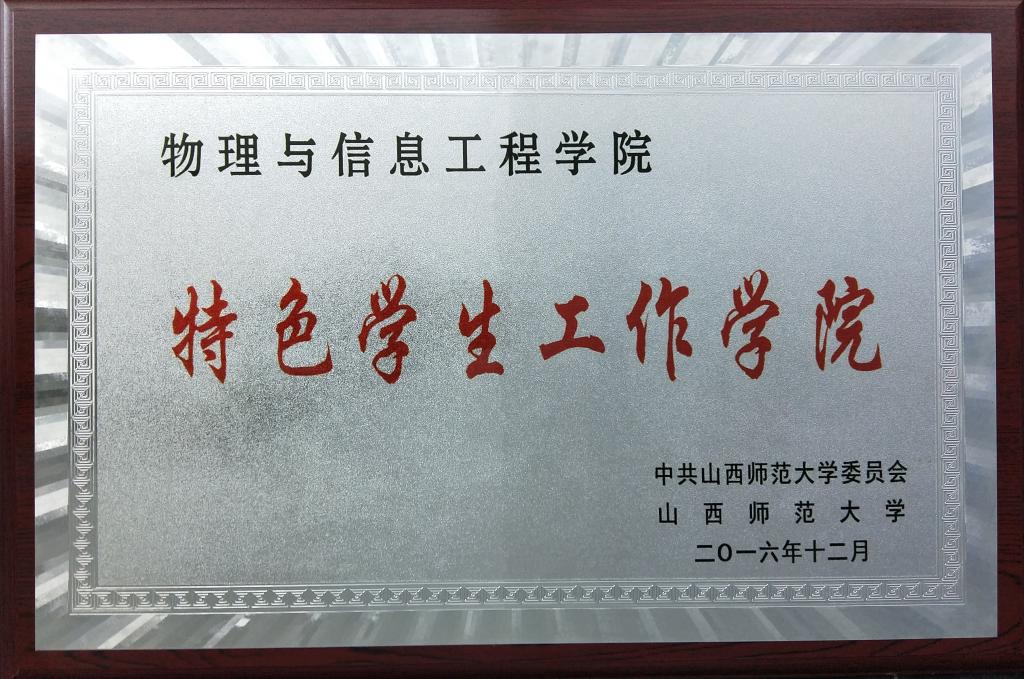 物理与信息工程学院
特色学生工作学院
中共山西师范大学委员会
山西师范大学
二〇一六年十二月